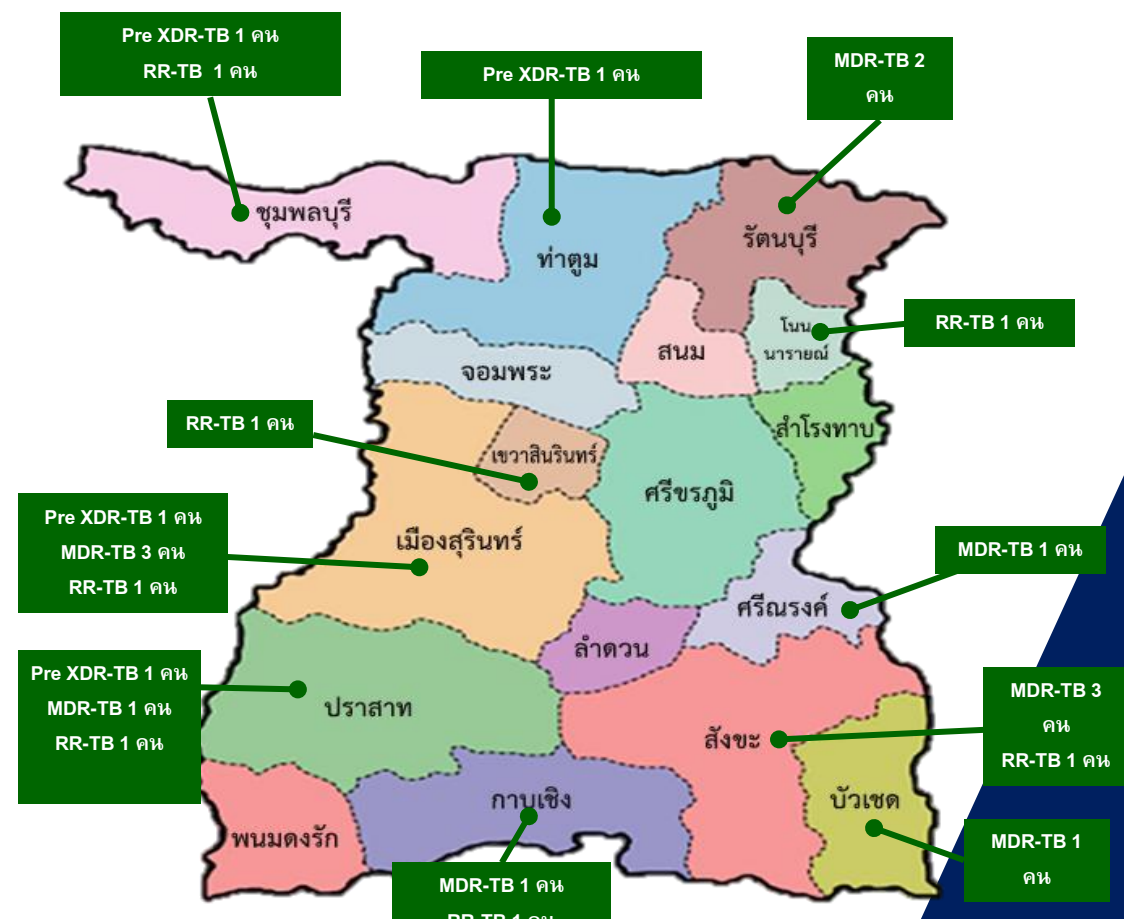 Pre XDR-TB 1 คน
RR-TB 1 คน
Pre XDR-TB 1 คน
MDR-TB 2
คน
ชุมพลบุรี
ท่าตูม
รัตนบุรี
RR-TB 1 คน
โนน
นารายณ์
สนม
จอมพระ
RR-TB 1 คน
สำโรงทาบ
เขวาสินรินทร์
ศรีขรภูมิ
Pre XDR-TB 1 คน
MDR-TB 3 คน
RR-TB 1 คน
เมืองสุรินทร์
MDR-TB 1 คน
ศรีณรงค์
ลำดวน
Pre XDR-TB 1 คน
MDR-TB 1 คน
RR-TB 1 คน
ปราสาท
สังขะ
MDR-TB 3
คน
RR-TB 1 คน
กาบเชิง
บัวเชด
พนมดงรัก
MDR-TB 1
คน
MDR-TB 1 คน
RR-TB 1 คน